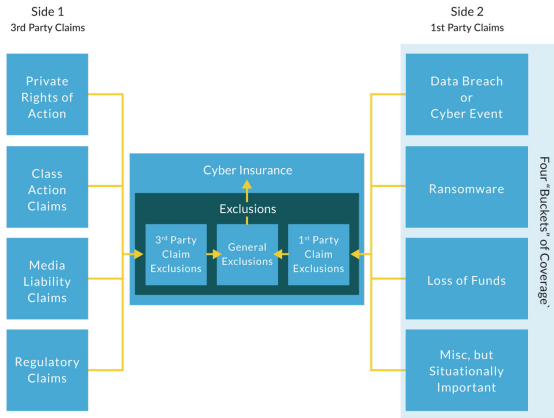 Side 1
3rd Party Claims
Private
Rights of
Action
Class
Action
Claims
Media
Liability
Claims
Regulatory
Claims
Cyber Insurance
Exclusions
3rd Party
Claim
Exclusions
General
Exclusions
1st Party
Claim
Exclusions
Side 2
1st Party Claims
Data Breach
or
Cyber Event
Ransomware
Loss of Funds
Misc, but
Situationally
Important
Four “Buckets” of Coverage`